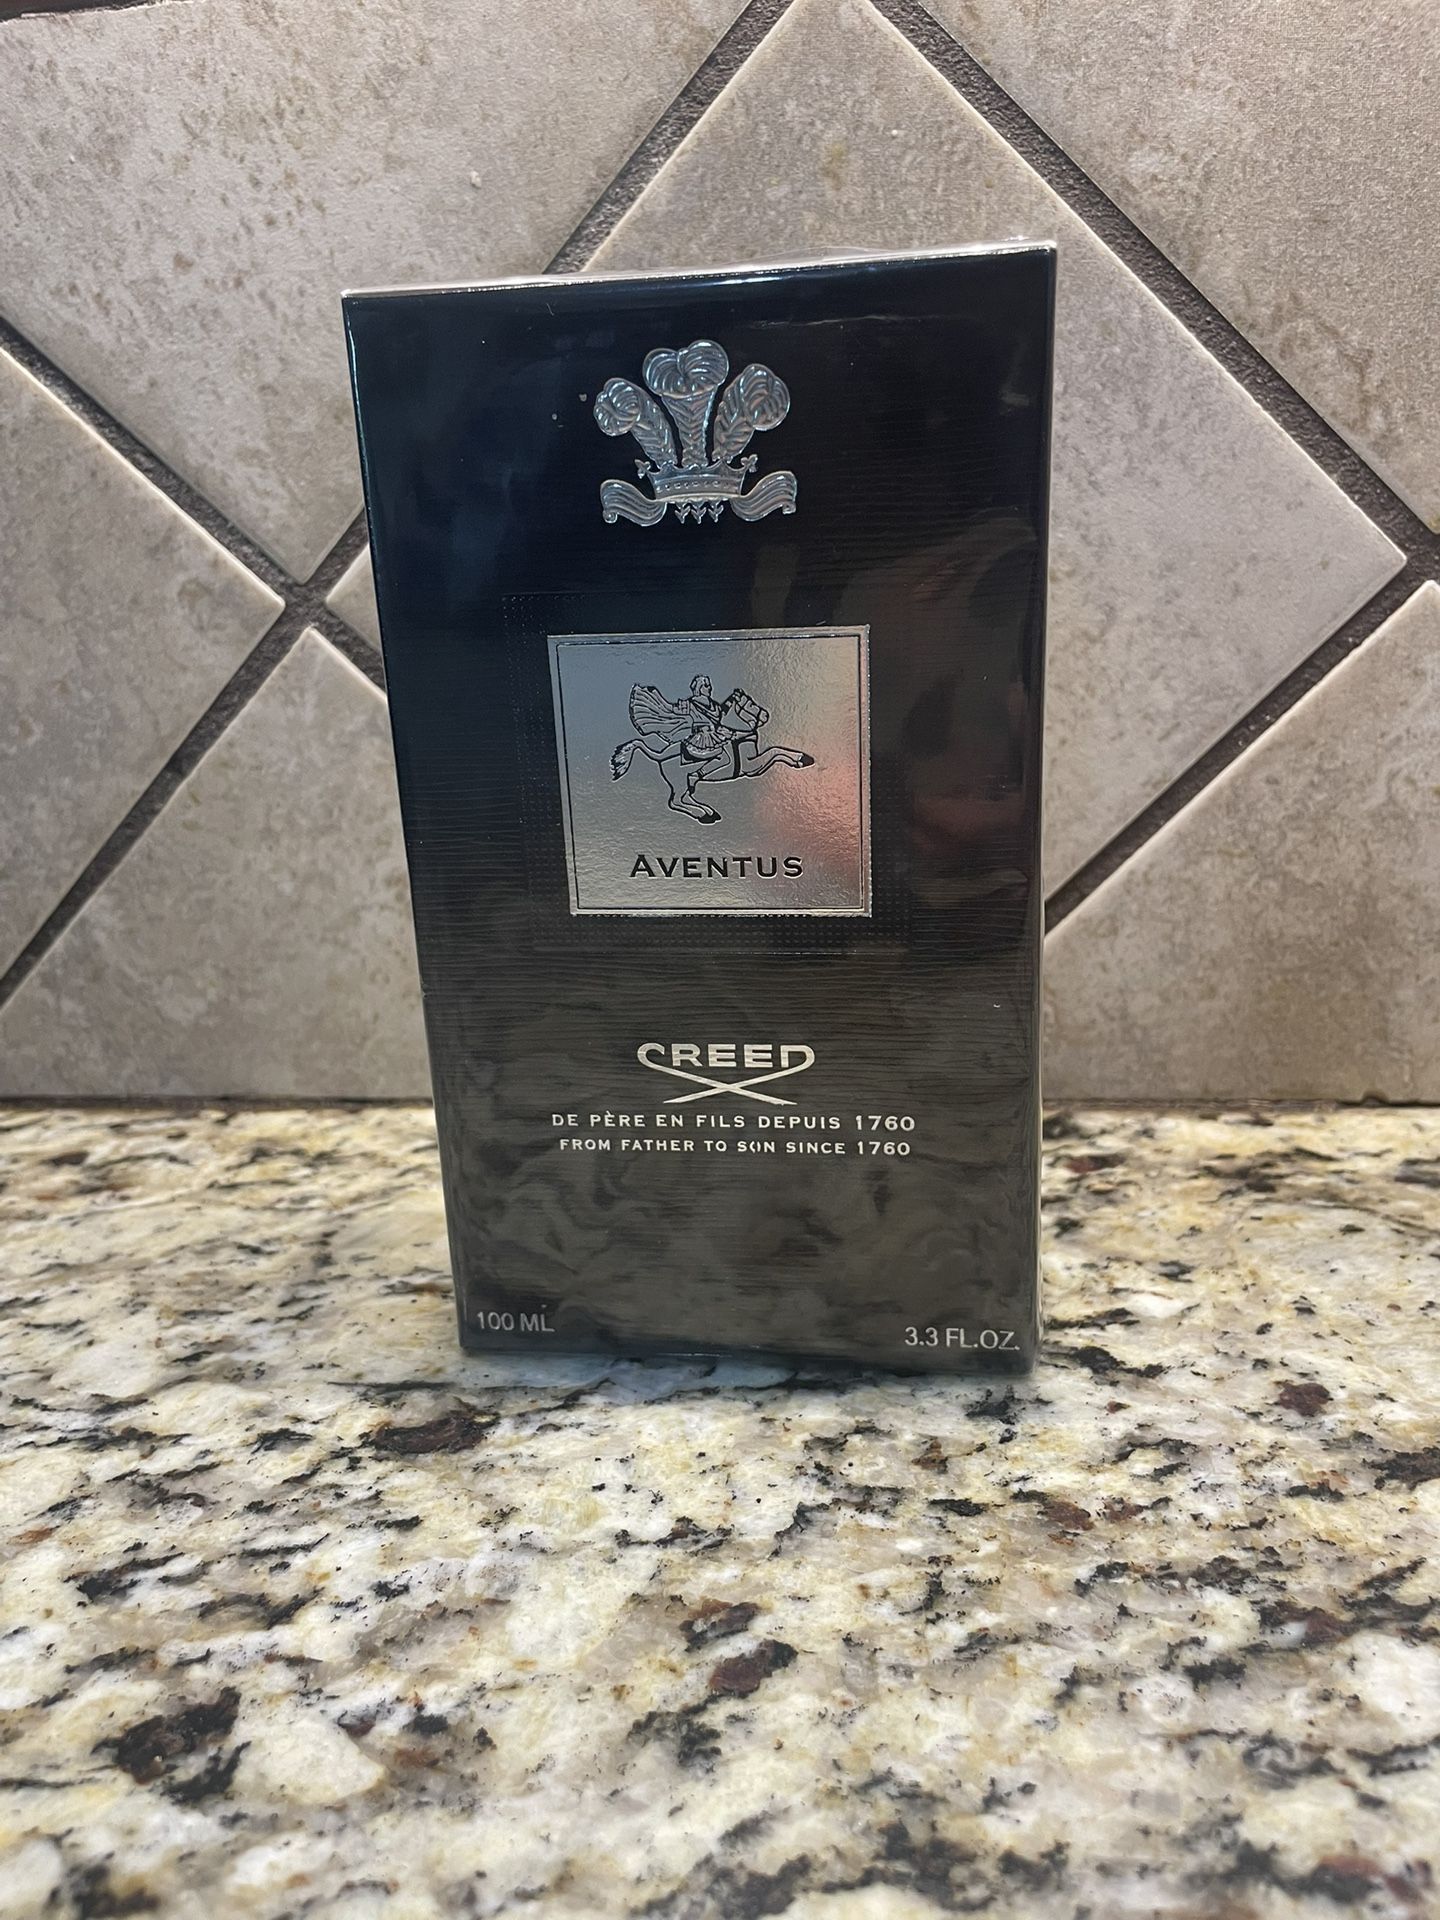 AVENTUS
CREED
DE PÈRE EN FILS DEPUIS 1760
FROM FATHER TO SON SINCE 1760
100 ML
3.3 FL.OZ.